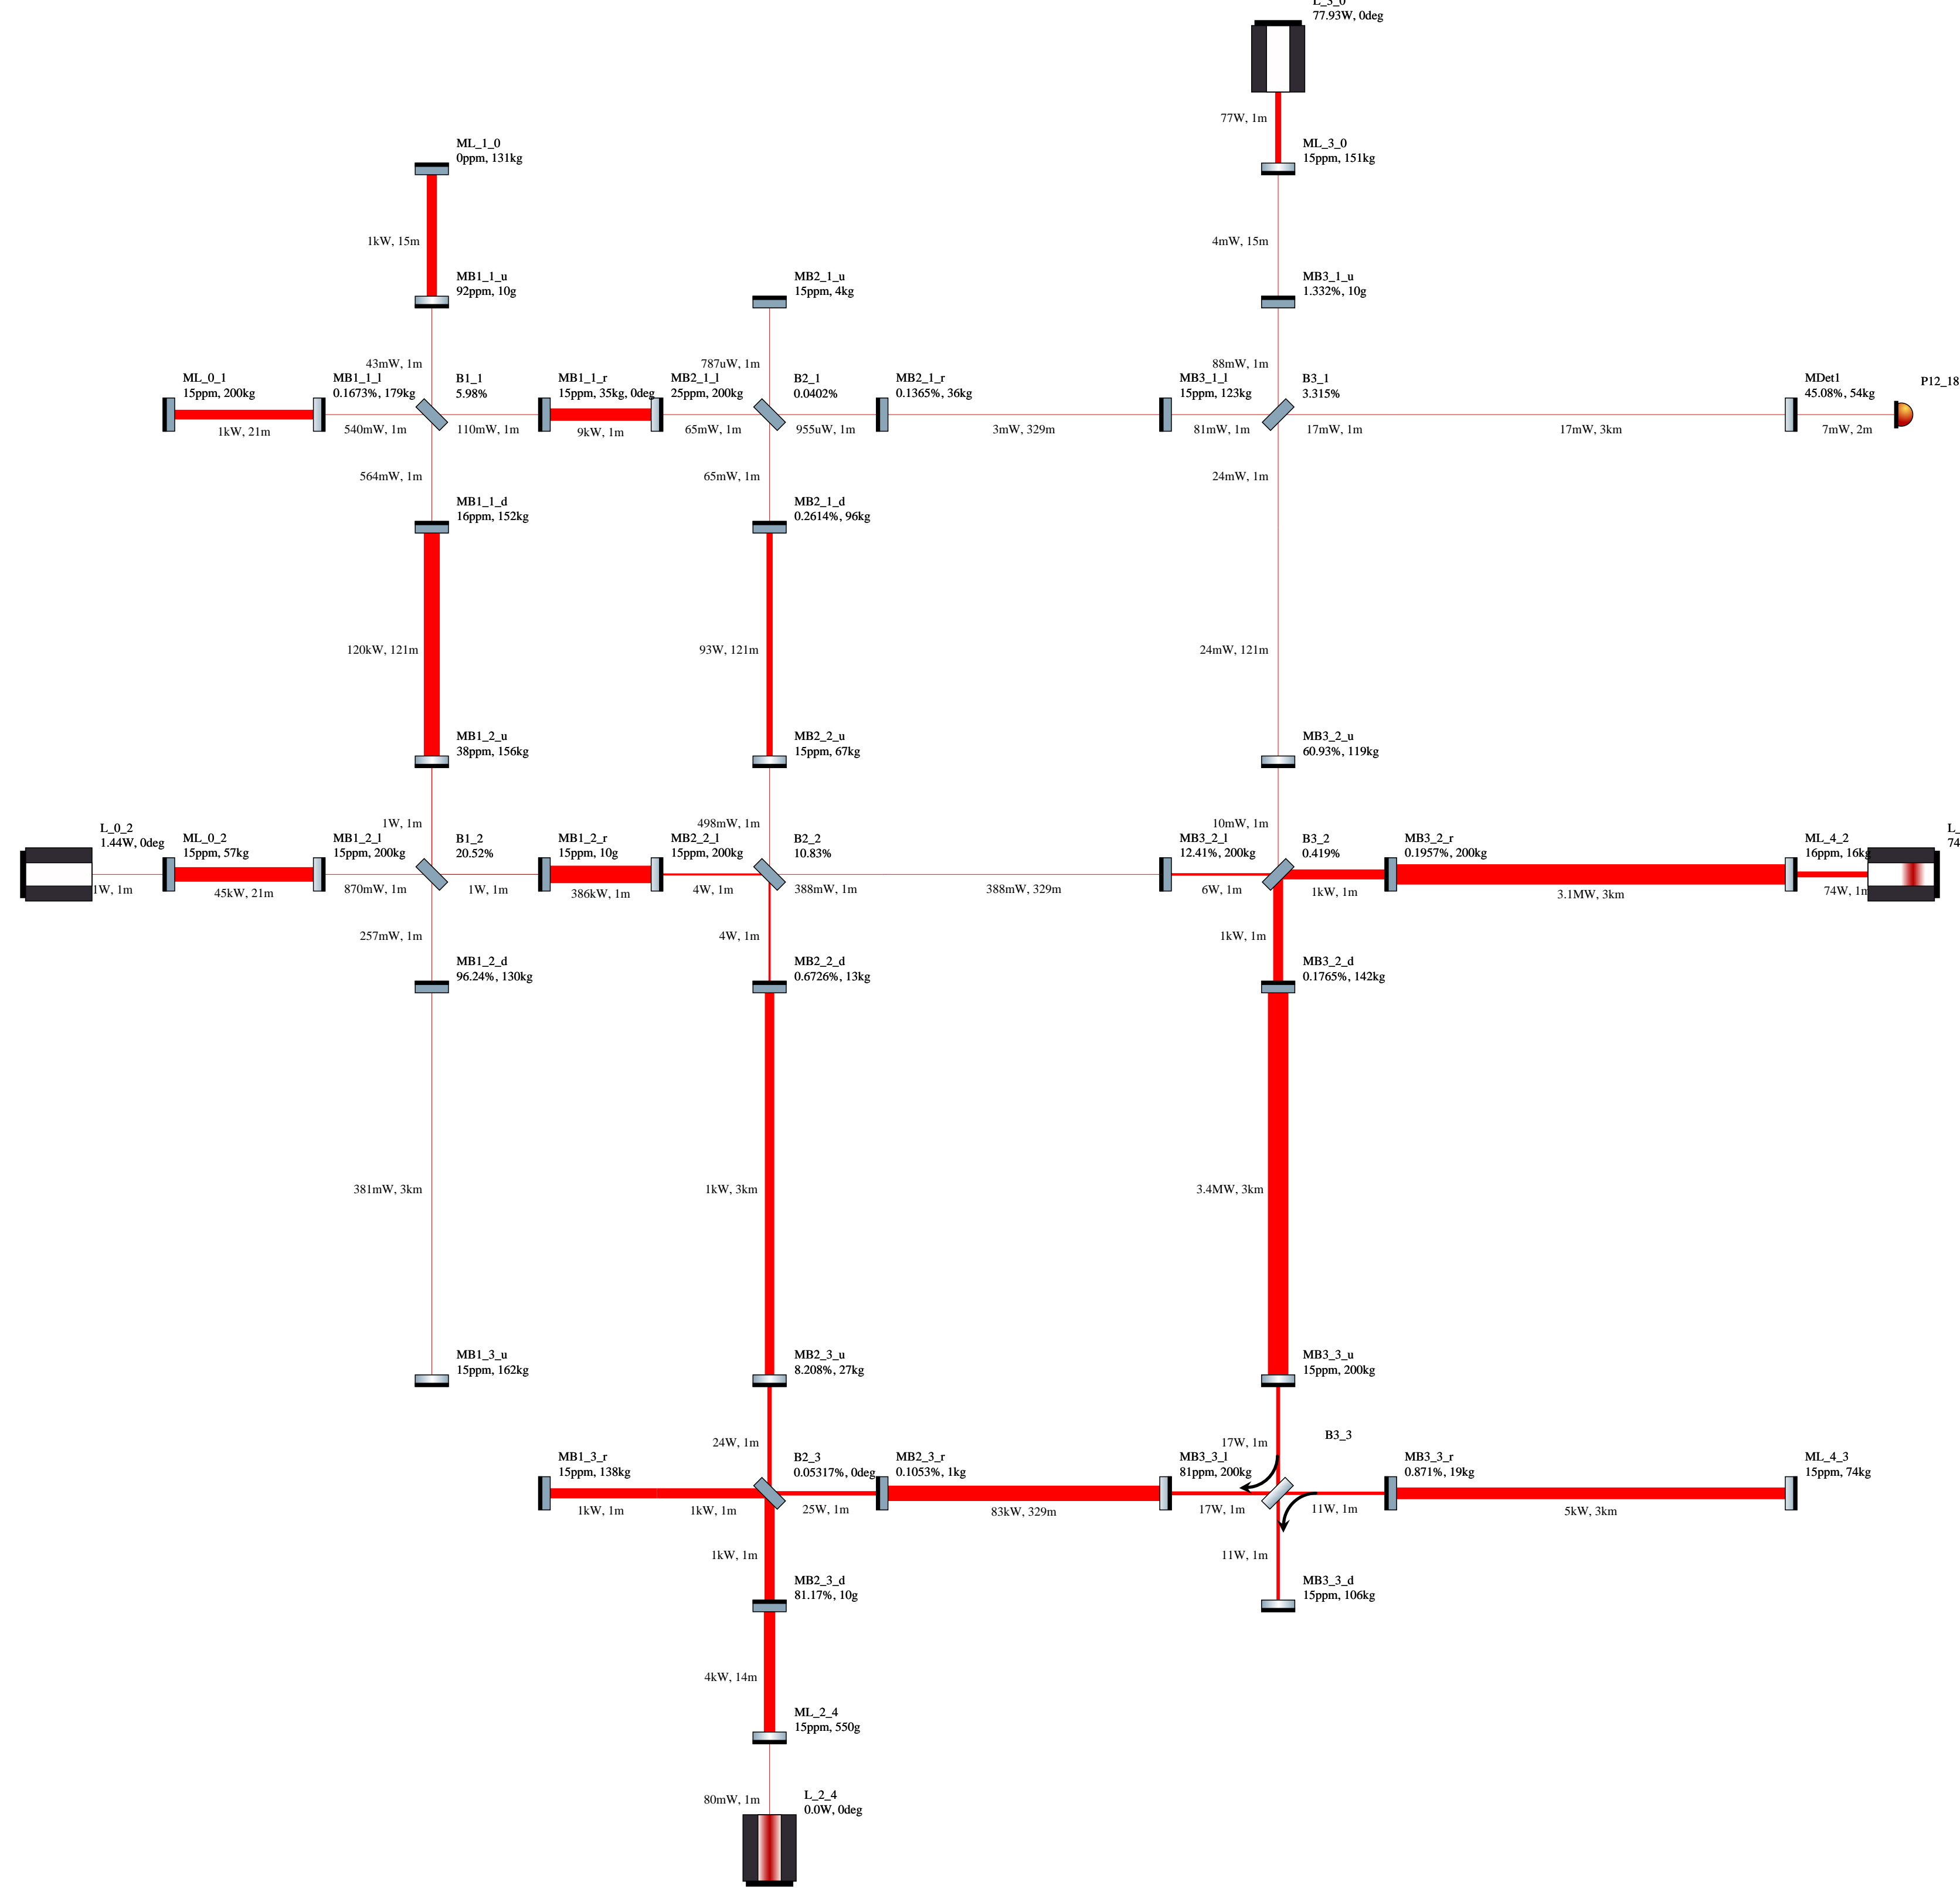 L_3_0
77.93W, 0deg
77W, 1m
ML_1_0
0ppm, 131kg
ML_3_0
15ppm, 151kg
1kW, 15m
4mW, 15m
MB1_1_u
92ppm, 10g
MB2_1_u
15ppm, 4kg
MB3_1_u
1.332%, 10g
43mW, 1m
787uW, 1m
88mW, 1m
ML_0_1
15ppm, 200kg
MB1_1_l
0.1673%, 179kg
B1_1
5.98%
MB1_1_r
15ppm, 35kg, 0deg
MB2_1_l
25ppm, 200kg
B2_1
0.0402%
MB2_1_r
0.1365%, 36kg
MB3_1_l
15ppm, 123kg
B3_1
3.315%
MDet1
45.08%, 54kg
P12_18
1kW, 21m
540mW, 1m
110mW, 1m
9kW, 1m
65mW, 1m
955uW, 1m
3mW, 329m
81mW, 1m
17mW, 1m
17mW, 3km
7mW, 2m
564mW, 1m
65mW, 1m
24mW, 1m
MB1_1_d
16ppm, 152kg
MB2_1_d
0.2614%, 96kg
120kW, 121m
93W, 121m
24mW, 121m
MB1_2_u
38ppm, 156kg
MB2_2_u
15ppm, 67kg
MB3_2_u
60.93%, 119kg
1W, 1m
498mW, 1m
10mW, 1m
L_0_2
1.44W, 0deg
ML_0_2
15ppm, 57kg
MB1_2_l
15ppm, 200kg
B1_2
20.52%
MB1_2_r
15ppm, 10g
MB2_2_l
15ppm, 200kg
B2_2
10.83%
MB3_2_l
12.41%, 200kg
B3_2
0.419%
MB3_2_r
0.1957%, 200kg
ML_4_2
16ppm, 16kg
L_
74
1W, 1m
45kW, 21m
870mW, 1m
1W, 1m
386kW, 1m
4W, 1m
388mW, 1m
388mW, 329m
6W, 1m
1kW, 1m
3.1MW, 3km
74W, 1m
257mW, 1m
4W, 1m
1kW, 1m
MB1_2_d
96.24%, 130kg
MB2_2_d
0.6726%, 13kg
MB3_2_d
0.1765%, 142kg
381mW, 3km
1kW, 3km
3.4MW, 3km
MB1_3_u
15ppm, 162kg
MB2_3_u
8.208%, 27kg
MB3_3_u
15ppm, 200kg
24W, 1m
17W, 1m
B3_3
MB1_3_r
15ppm, 138kg
B2_3
0.05317%, 0deg
MB2_3_r
0.1053%, 1kg
MB3_3_l
81ppm, 200kg
MB3_3_r
0.871%, 19kg
ML_4_3
15ppm, 74kg
1kW, 1m
1kW, 1m
25W, 1m
83kW, 329m
17W, 1m
11W, 1m
5kW, 3km
1kW, 1m
11W, 1m
MB2_3_d
81.17%, 10g
MB3_3_d
15ppm, 106kg
4kW, 14m
ML_2_4
15ppm, 550g
80mW, 1m
L_2_4
0.0W, 0deg